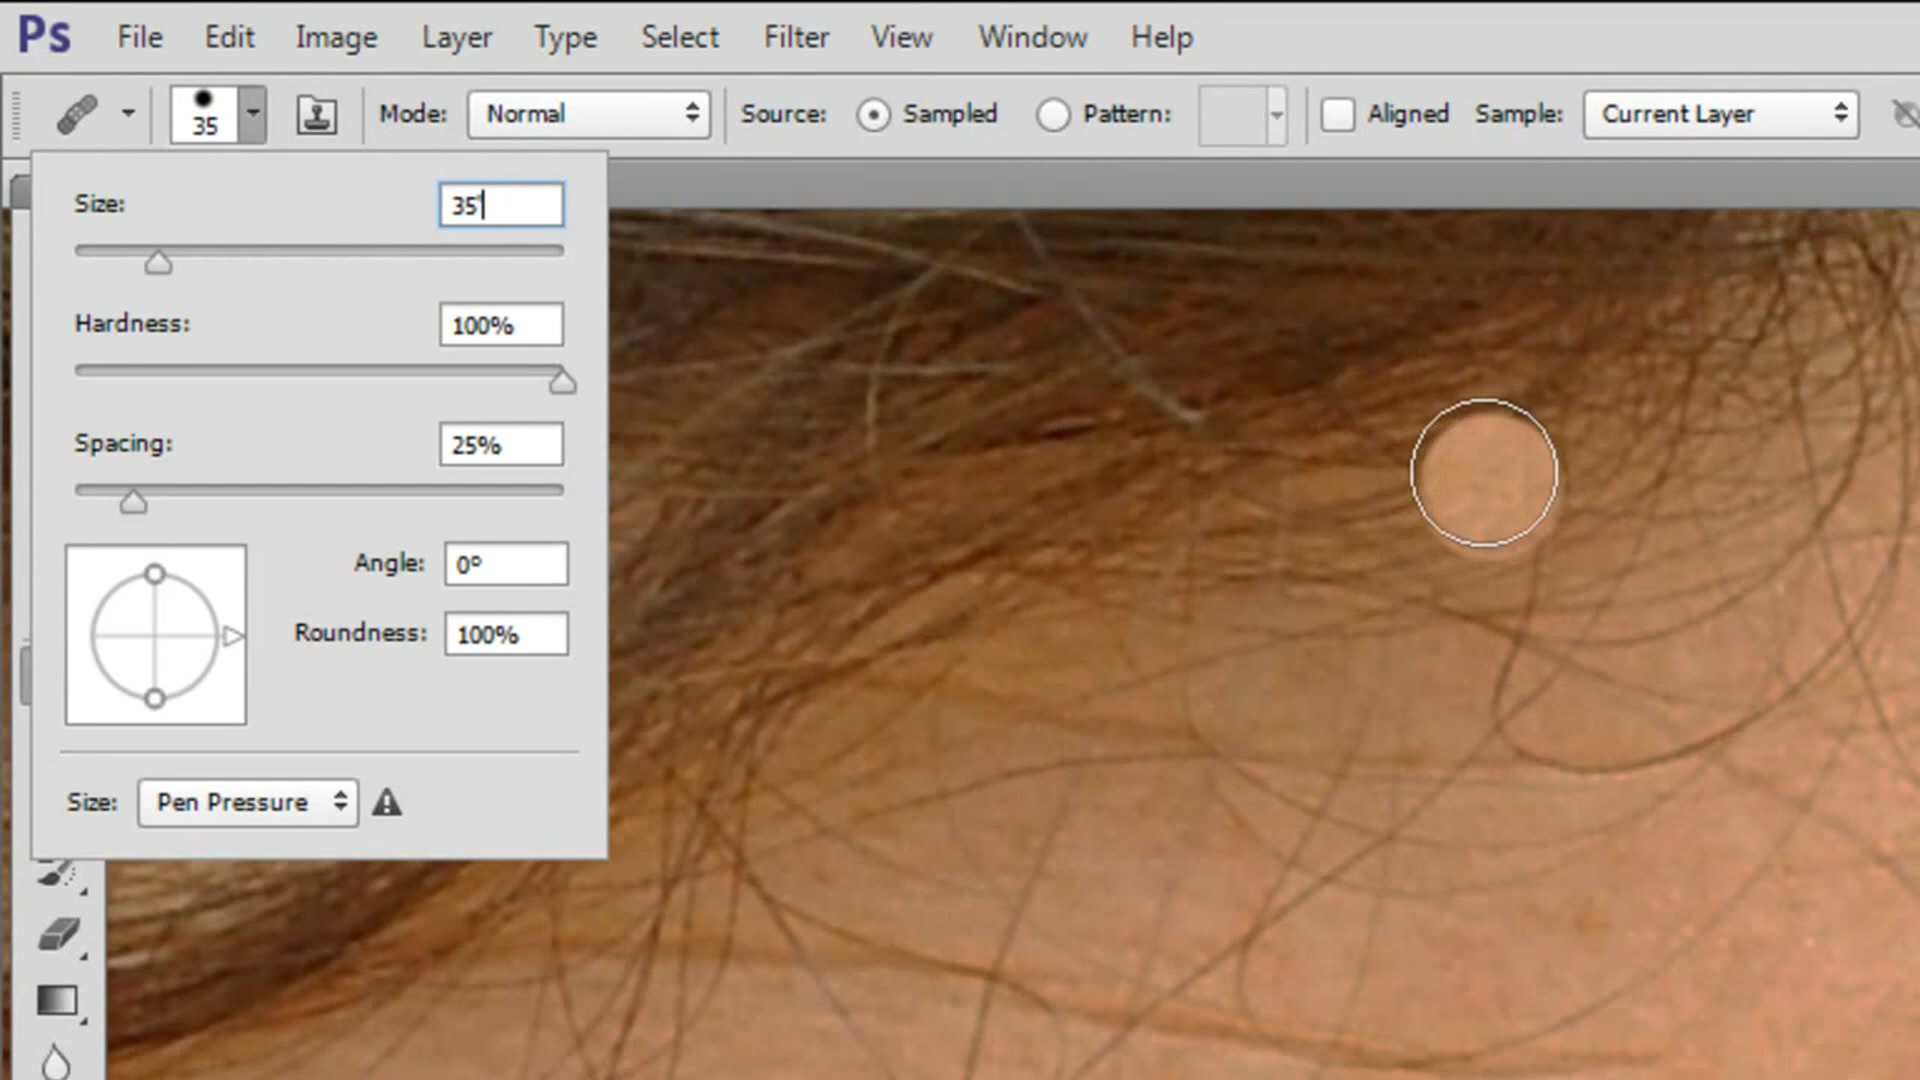 Ps File Edit Image Layer Type Select Filter View Window Help
35 Mode: Normal Source: Sampled Pattern: Aligned Sample: Current Layer
Size: 35
Hardness: 100%
Spacing: 25%
Angle: 0º
Roundness: 100%
Size: Pen Pressure